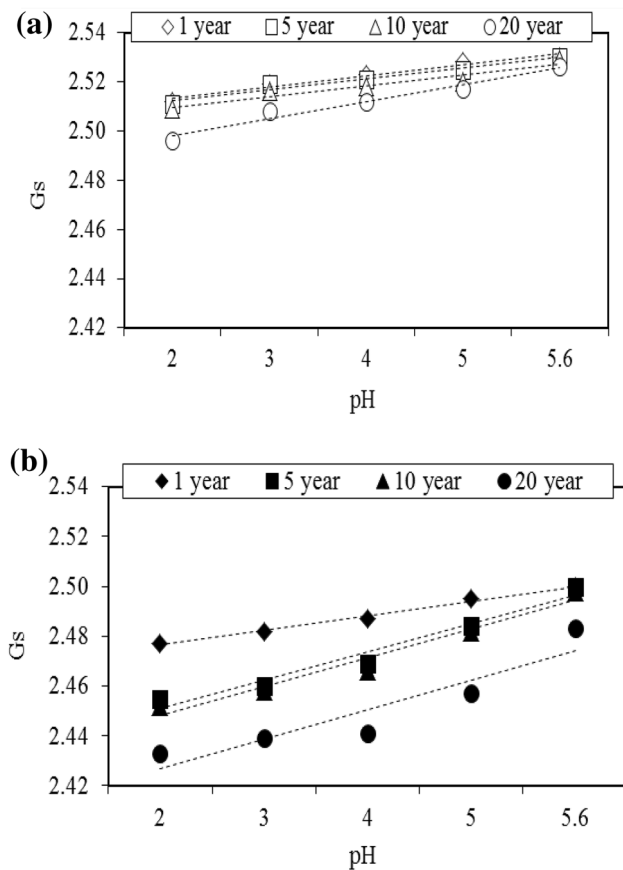 (a)
◇ 1 year □ 5 year △ 10 year ○ 20 year
2.54
2.52
2.50
2.48
2.46
2.44
2.42
Gs
2 3 4 5 5.6
pH
(b)
◆ 1 year ■ 5 year ▲ 10 year ● 20 year
2.54
2.52
2.50
2.48
2.46
2.44
2.42
Gs
2 3 4 5 5.6
pH